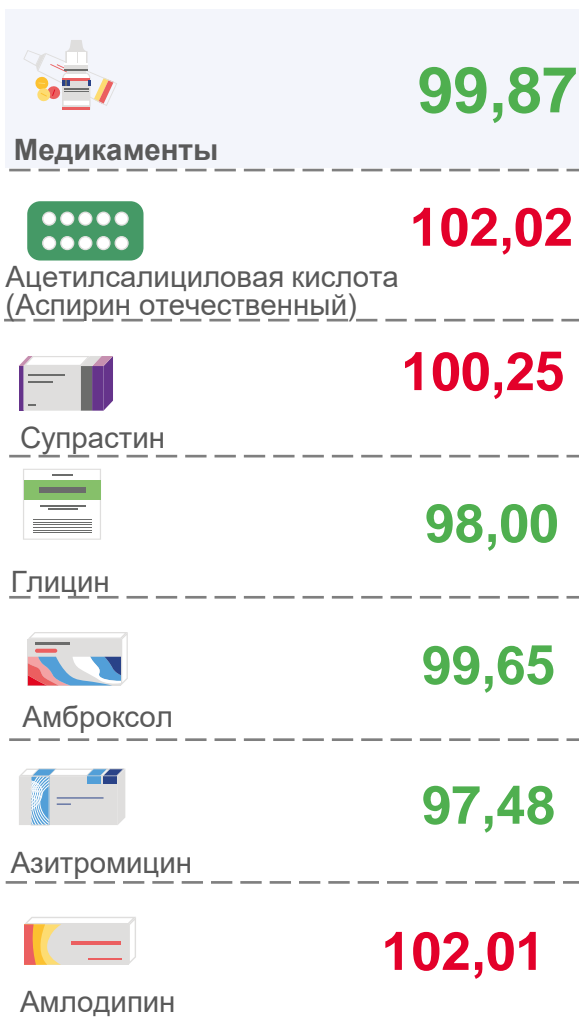 99,87
Медикаменты
102,02
Ацетилсалициловая кислота
(Аспирин отечественный)
100,25
Супрастин
98,00
Глицин
99,65
Амброксол
97,48
Азитромицин
102,01
Амлодипин